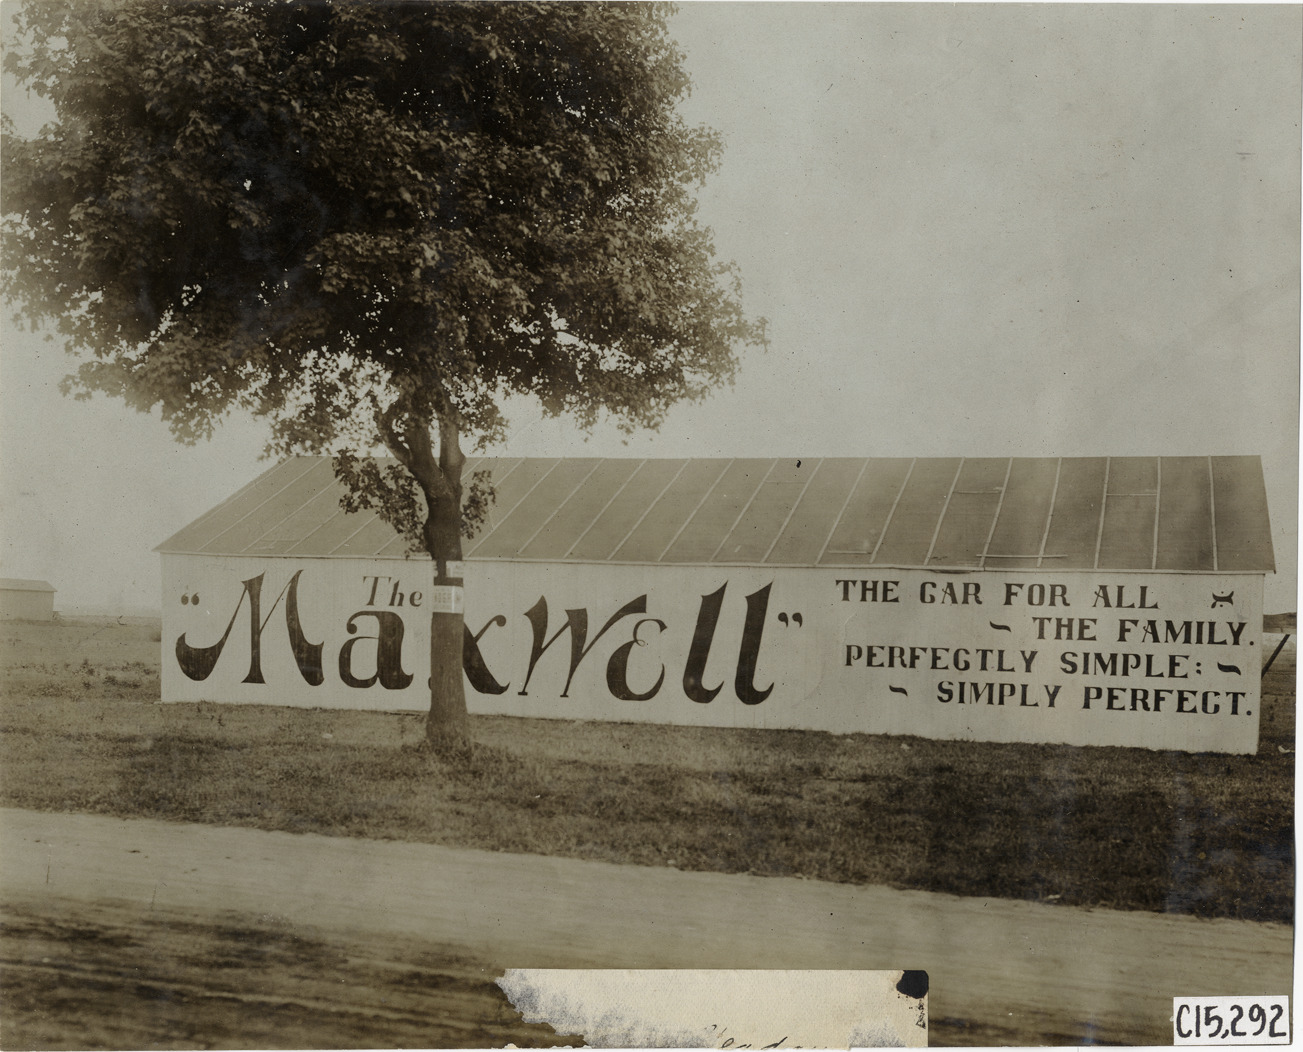 The
"Maxwell"
THE CAR FOR ALL
~ THE FAMILY.
PERFECTLY SIMPLE: ~
~ SIMPLY PERFECT.
C15,292